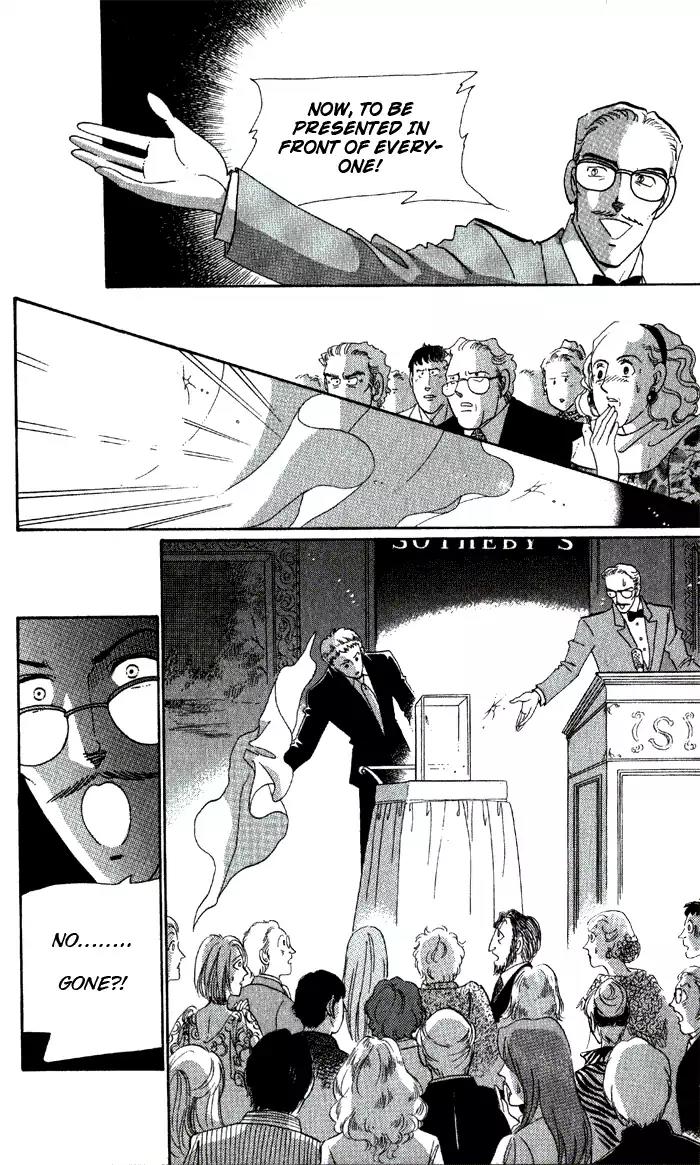 NOW, TO BE
PRESENTED IN
FRONT OF EVERY-
ONE!
SOTHEBY'S
S
NO........
GONE?!